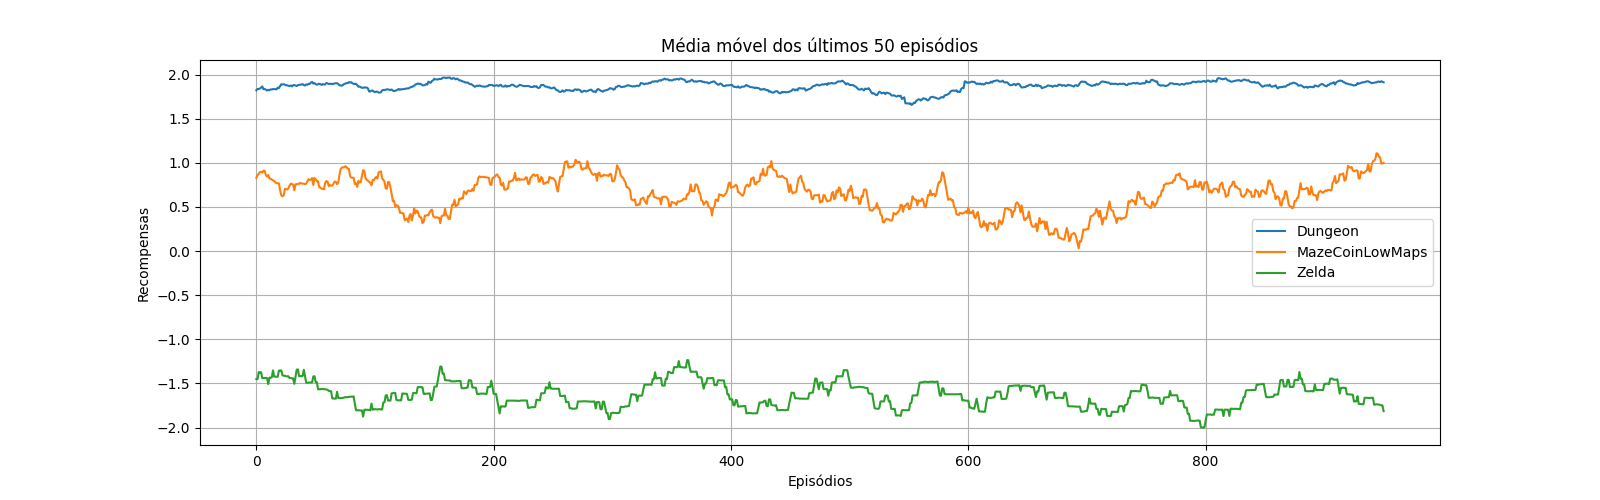 Média móvel dos últimos 50 episódios
Recompensas
2.0
1.5
1.0
0.5
0.0
−0.5
−1.0
−1.5
−2.0
Dungeon
MazeCoinLowMaps
Zelda
0 200 400 600 800
Episódios